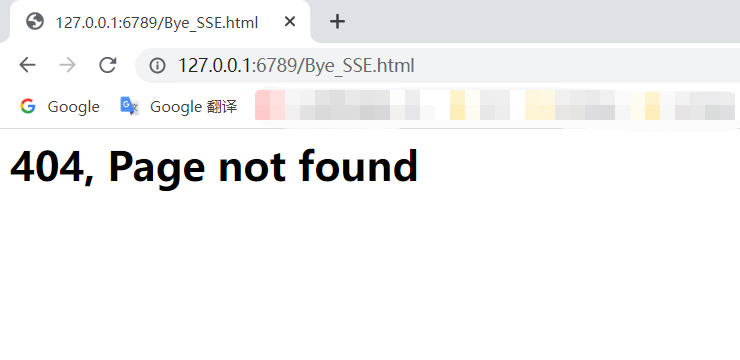 127.0.0.1:6789/Bye_SSE.html
127.0.0.1:6789/Bye_SSE.html
Google Google 翻译
404, Page not found